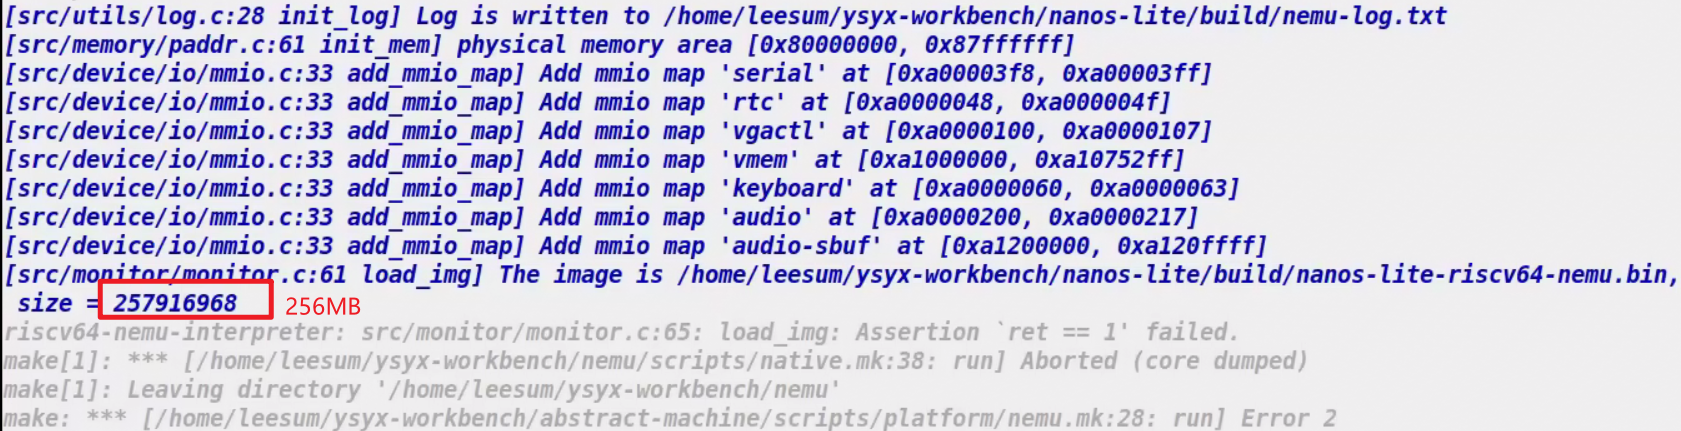 [src/utils/log.c:28 init_log] Log is written to /home/leesum/ysyx-workbench/nanos-lite/build/nemu-log.txt
[src/memory/paddr.c:61 init_mem] physical memory area [0x80000000, 0x87ffffff]
[src/device/io/mmio.c:33 add_mmio_map] Add mmio map 'serial' at [0xa00003f8, 0xa00003ff]
[src/device/io/mmio.c:33 add_mmio_map] Add mmio map 'rtc' at [0xa0000048, 0xa000004f]
[src/device/io/mmio.c:33 add_mmio_map] Add mmio map 'vgactl' at [0xa0000100, 0xa0000107]
[src/device/io/mmio.c:33 add_mmio_map] Add mmio map 'vmem' at [0xa1000000, 0xa10752ff]
[src/device/io/mmio.c:33 add_mmio_map] Add mmio map 'keyboard' at [0xa0000060, 0xa0000063]
[src/device/io/mmio.c:33 add_mmio_map] Add mmio map 'audio' at [0xa0000200, 0xa0000217]
[src/device/io/mmio.c:33 add_mmio_map] Add mmio map 'audio-sbuf' at [0xa1200000, 0xa120ffff]
[src/monitor/monitor.c:61 load_img] The image is /home/leesum/ysyx-workbench/nanos-lite/build/nanos-lite-riscv64-nemu.bin,
size = 257916968 256MB
riscv64-nemu-interpreter: src/monitor/monitor.c:65: load_img: Assertion `ret == 1' failed.
make[1]: *** [/home/leesum/ysyx-workbench/nemu/scripts/native.mk:38: run] Aborted (core dumped)
make[1]: Leaving directory '/home/leesum/ysyx-workbench/nemu'
make: *** [/home/leesum/ysyx-workbench/abstract-machine/scripts/platform/nemu.mk:28: run] Error 2